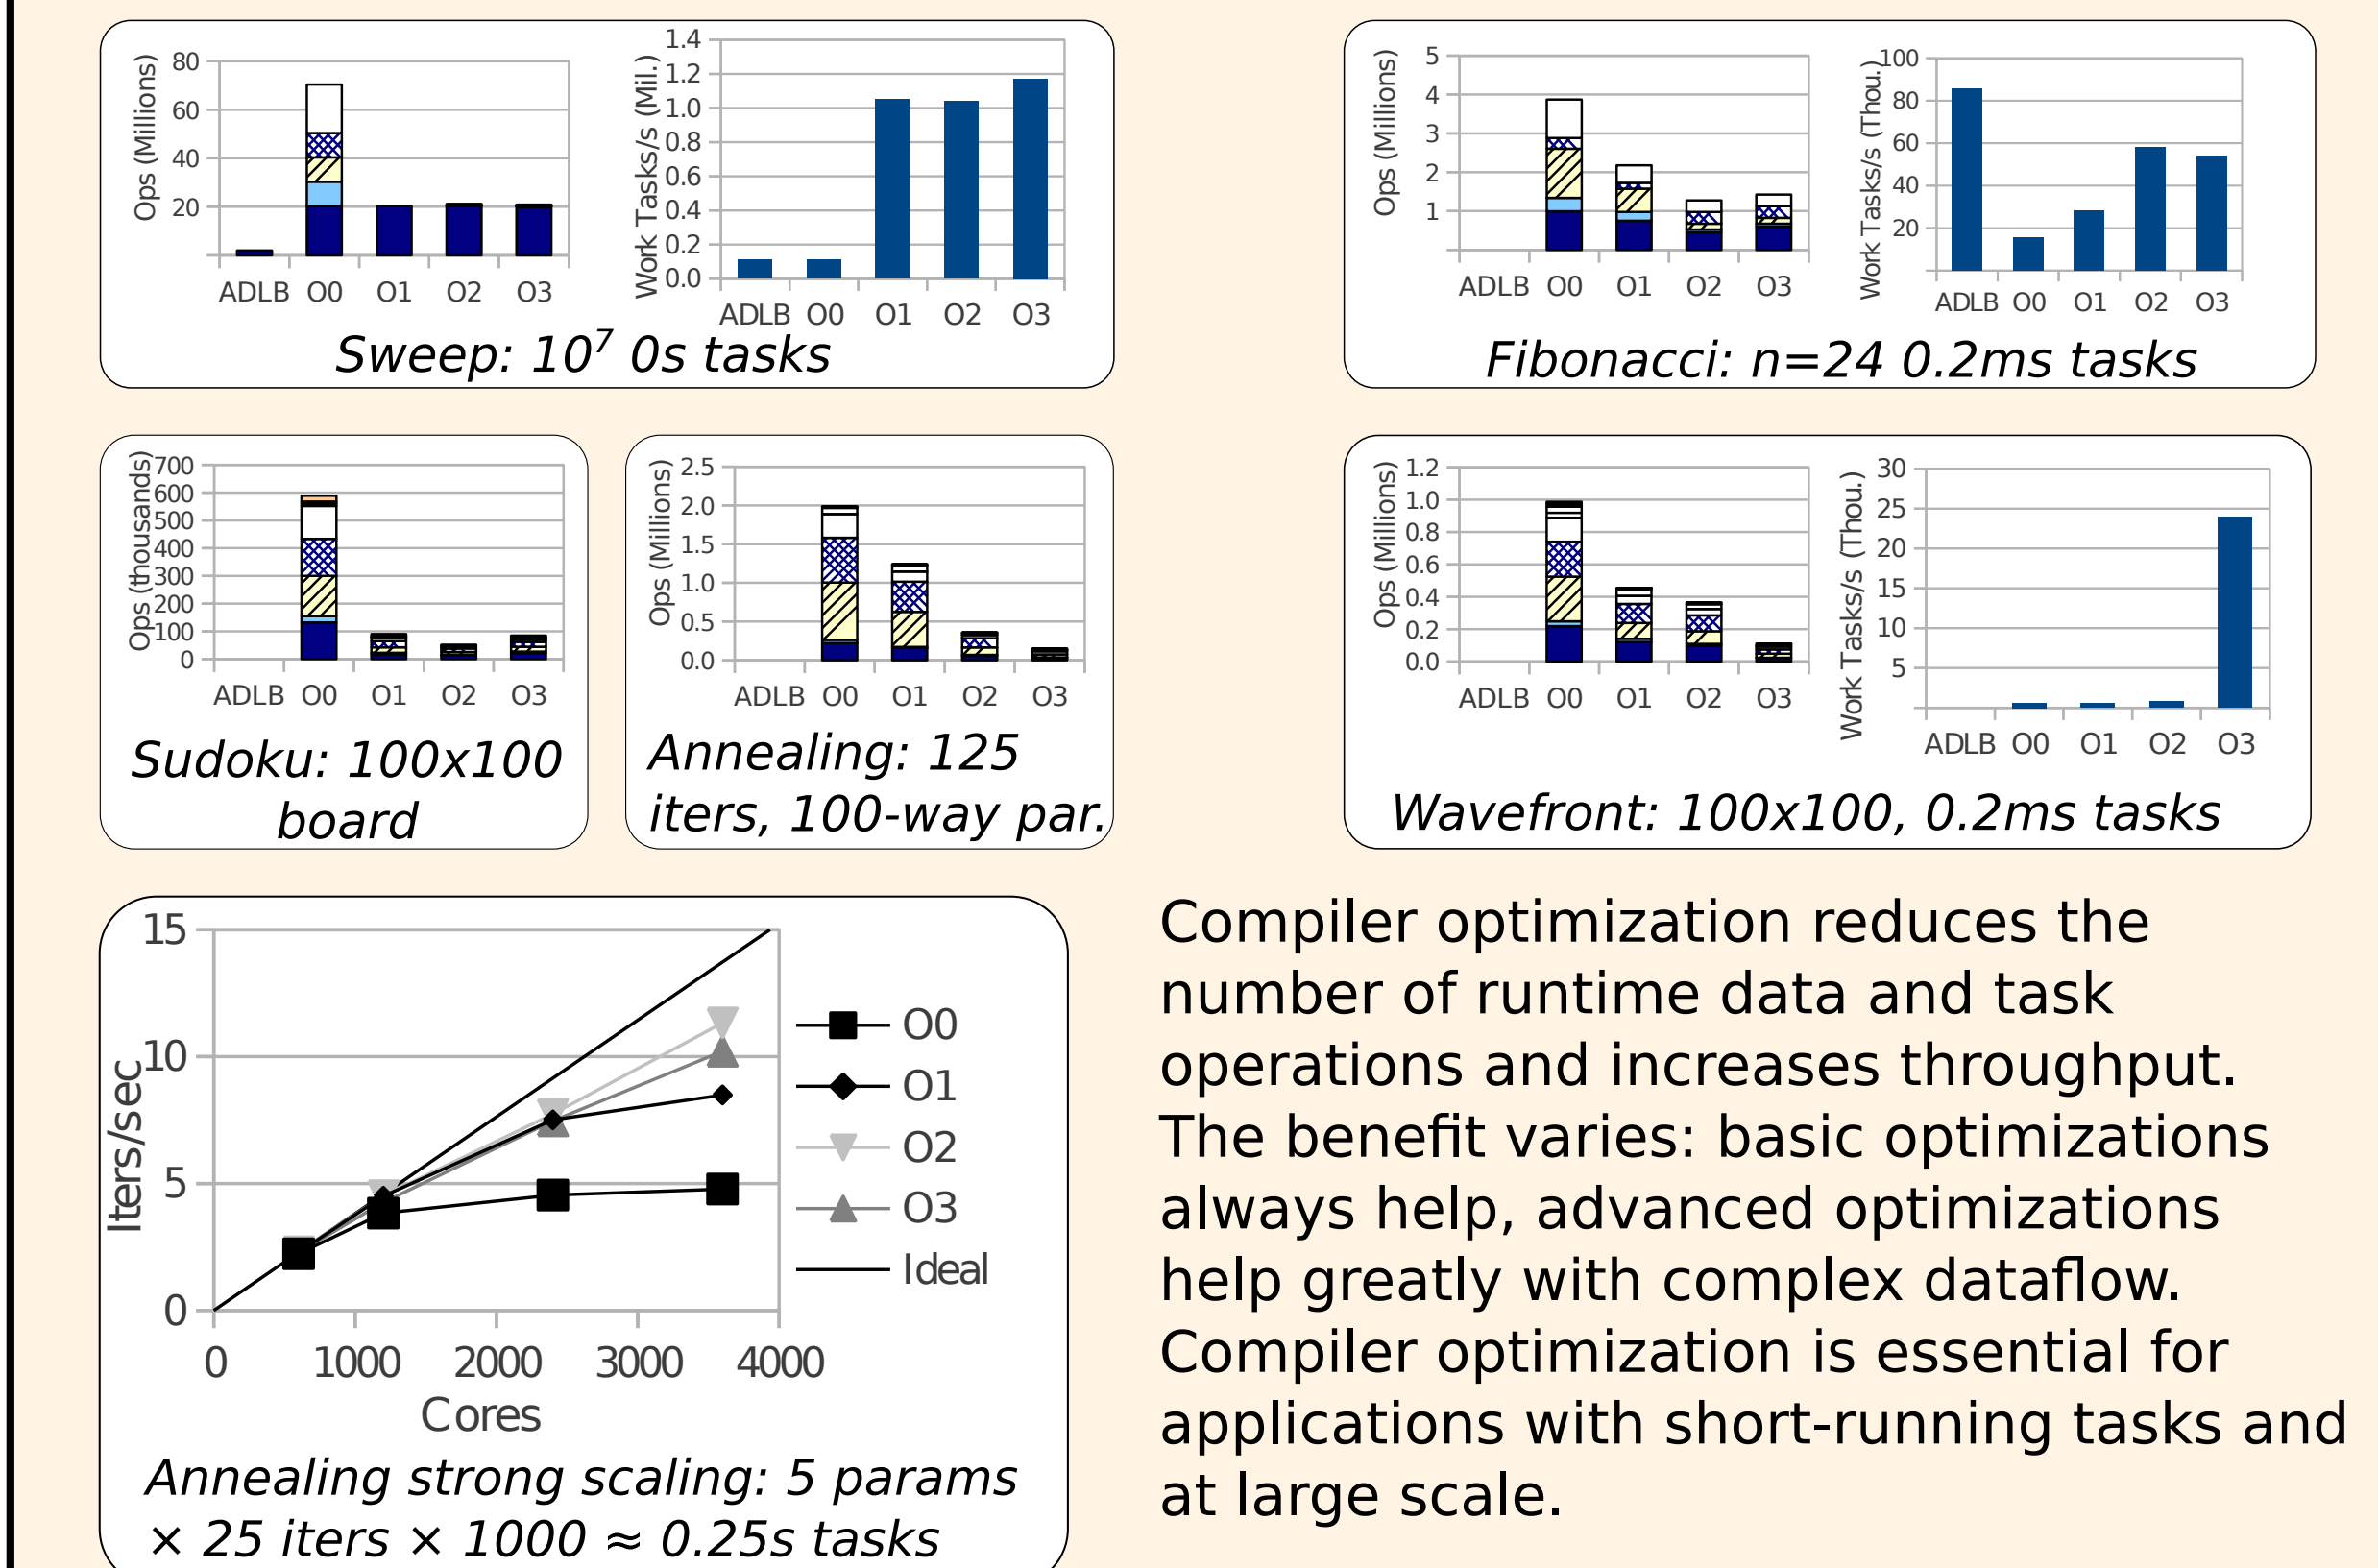 Ops (Millions)
80
60
40
20
ADLB O0 O1 O2 O3
Work Tasks/s (Mil.)
1.4
1.2
1.0
0.8
0.6
0.4
0.2
0.0
ADLB O0 O1 O2 O3
Sweep: 10⁷ 0s tasks
Ops (Millions)
5
4
3
2
1
ADLB O0 O1 O2 O3
Work Tasks/s (Thou.)
100
80
60
40
20
ADLB O0 O1 O2 O3
Fibonacci: n=24 0.2ms tasks
Ops (thousands)
700
600
500
400
300
200
100
0
ADLB O0 O1 O2 O3
Sudoku: 100x100
board
Ops (Millions)
2.5
2.0
1.5
1.0
0.5
0.0
ADLB O0 O1 O2 O3
Annealing: 125
iters, 100-way par.
Ops (Millions)
1.2
1.0
0.8
0.6
0.4
0.2
0.0
ADLB O0 O1 O2 O3
Work Tasks/s (Thou.)
30
25
20
15
10
5
ADLB O0 O1 O2 O3
Wavefront: 100x100, 0.2ms tasks
Iters/sec
15
10
5
0
0 1000 2000 3000 4000
Cores
O0
O1
O2
O3
Ideal
Annealing strong scaling: 5 params
× 25 iters × 1000 ≈ 0.25s tasks
Compiler optimization reduces the
number of runtime data and task
operations and increases throughput.
The benefit varies: basic optimizations
always help, advanced optimizations
help greatly with complex dataflow.
Compiler optimization is essential for
applications with short-running tasks and
at large scale.